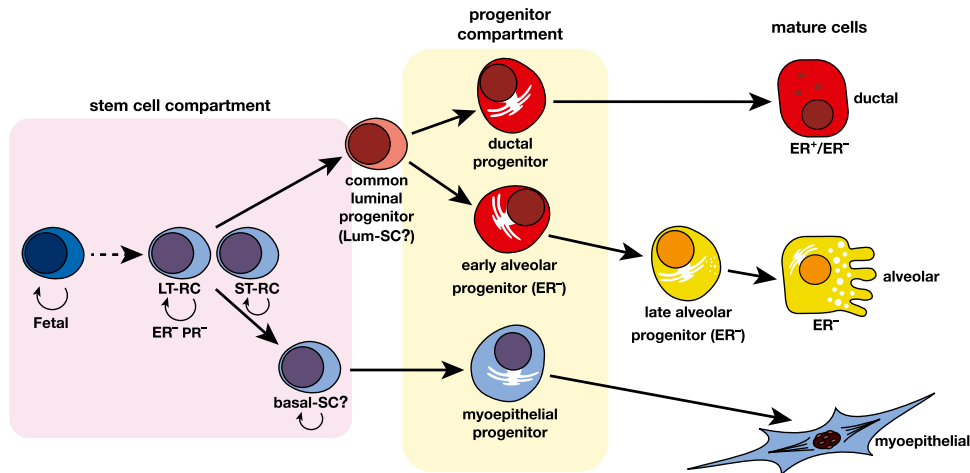 progenitor
compartment
mature cells
stem cell compartment
ductal
ER⁺/ER⁻
ductal
progenitor
common
luminal
progenitor
(Lum-SC?)
early alveolar
progenitor (ER⁻)
LT-RC
ST-RC
ER⁻ PR⁻
Fetal
late alveolar
progenitor (ER⁻)
alveolar
ER⁻
basal-SC?
myoepithelial
progenitor
myoepithelial